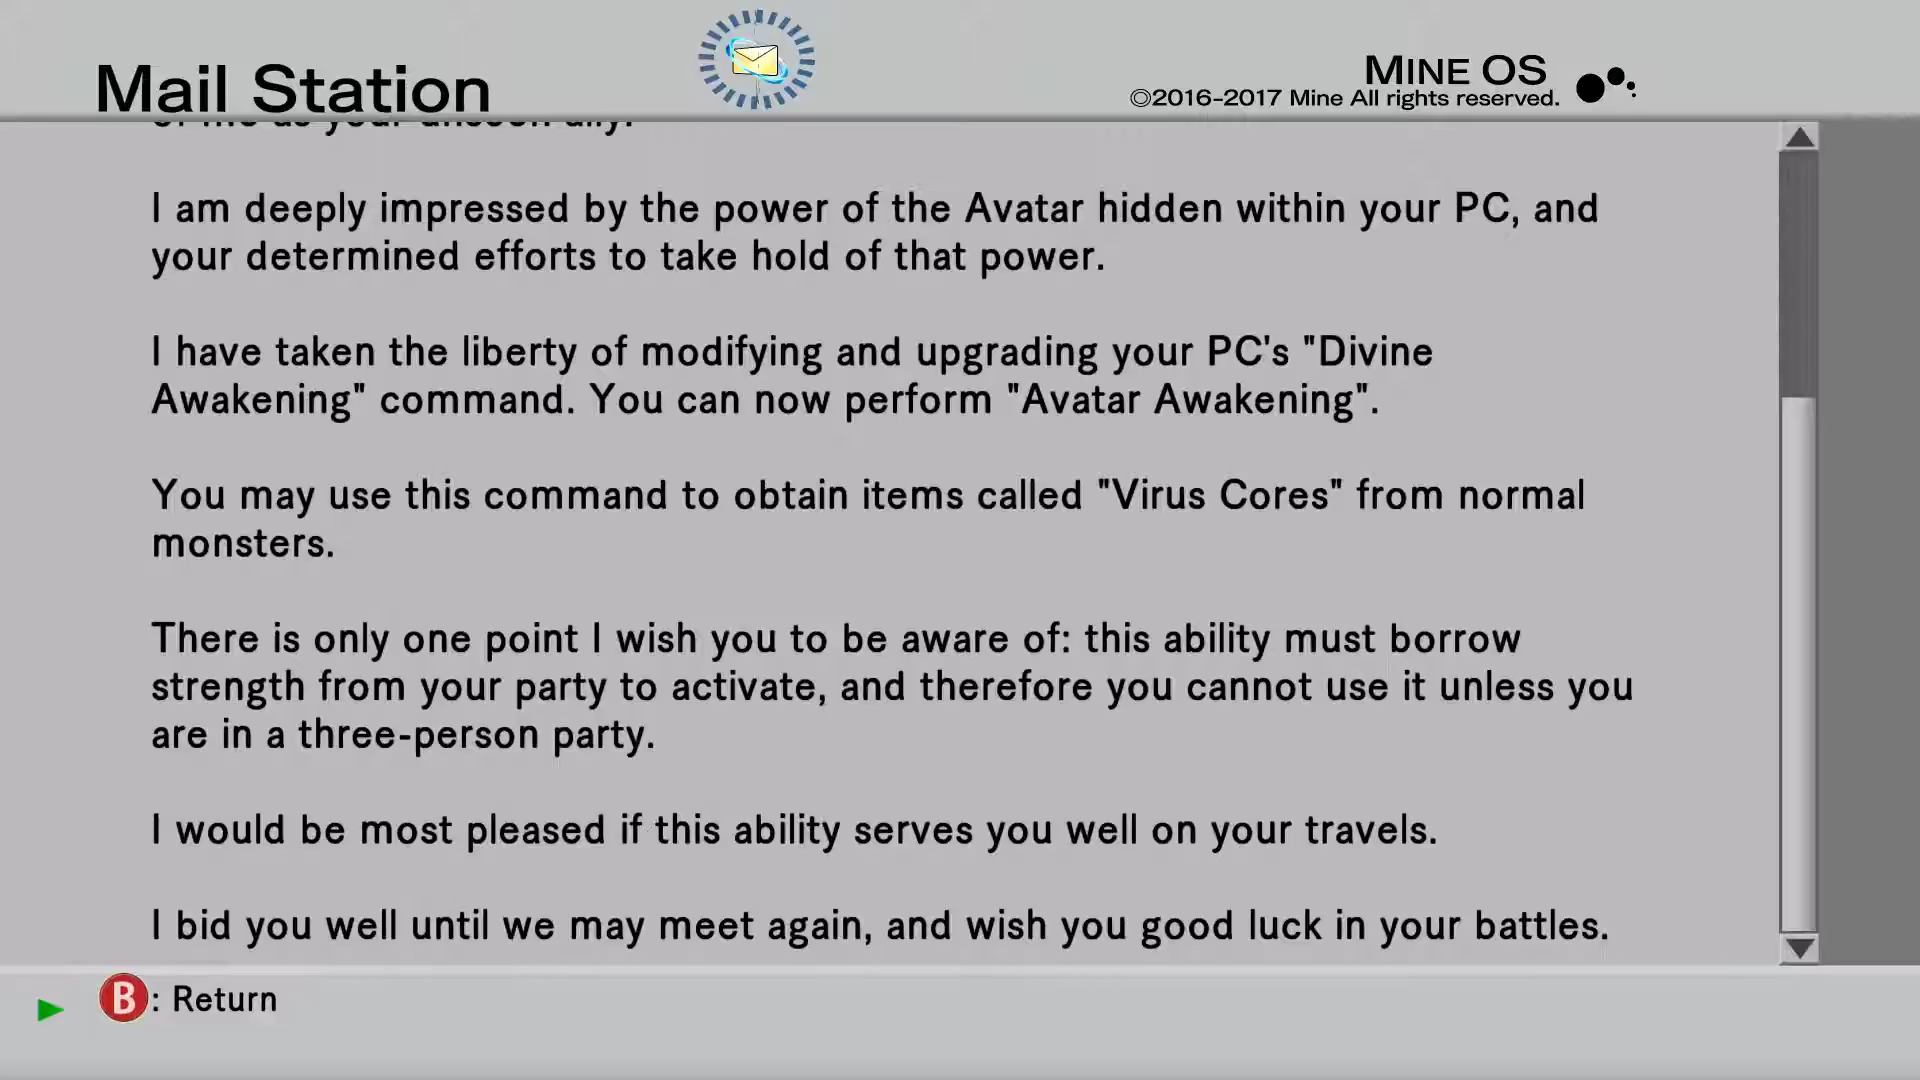 Mail Station
MINE OS
©2016-2017 Mine All rights reserved.
I am deeply impressed by the power of the Avatar hidden within your PC, and
your determined efforts to take hold of that power.
I have taken the liberty of modifying and upgrading your PC's "Divine
Awakening" command. You can now perform "Avatar Awakening".
You may use this command to obtain items called "Virus Cores" from normal
monsters.
There is only one point I wish you to be aware of: this ability must borrow
strength from your party to activate, and therefore you cannot use it unless you
are in a three-person party.
I would be most pleased if this ability serves you well on your travels.
I bid you well until we may meet again, and wish you good luck in your battles.
B: Return